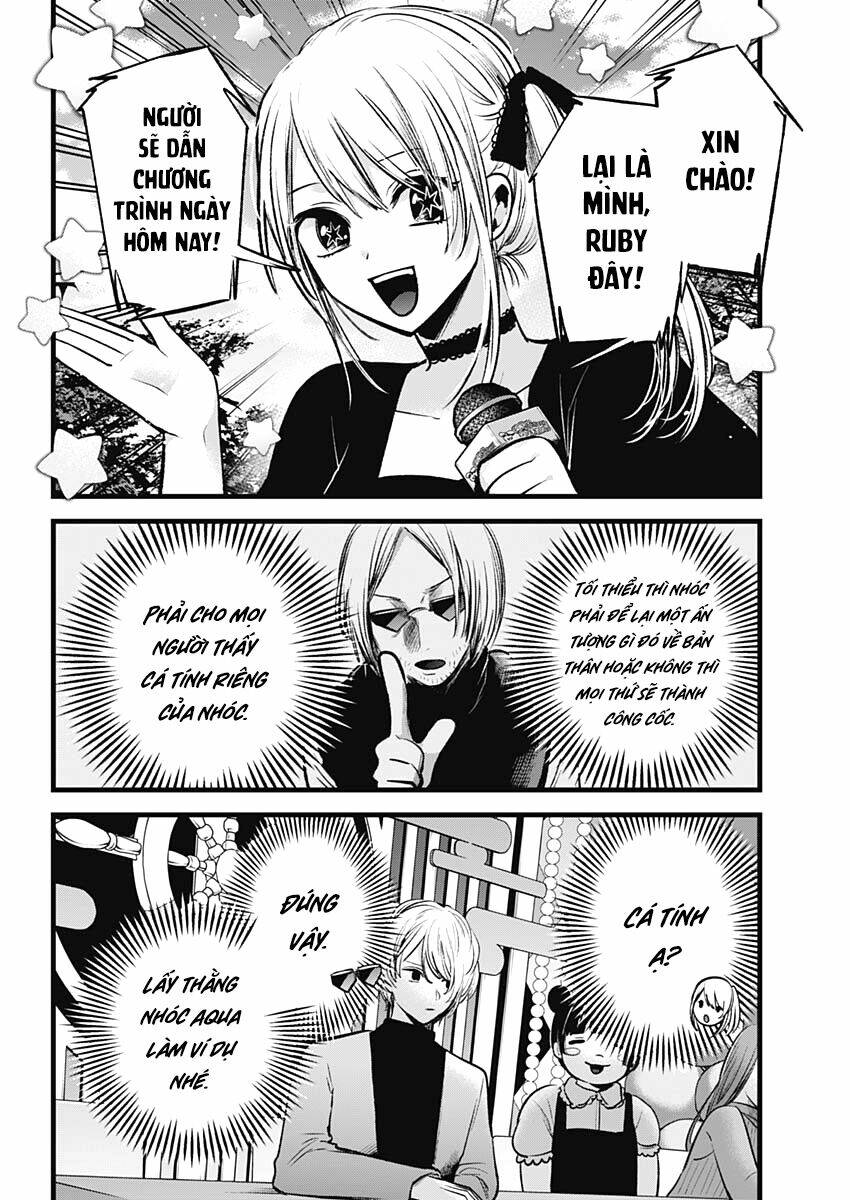 XIN
CHÀO!
LẠI LÀ
MÌNH,
RUBY
ĐÂY!
NGƯỜI
SẼ DẪN
CHƯƠNG
TRÌNH NGÀY
HÔM NAY!
TỐI THIỂU THÌ NHÓC
PHẢI ĐỂ LẠI MỘT ẤN
TƯỢNG GÌ ĐÓ VỀ BẢN
THÂN HOẶC KHÔNG THÌ
MỌI THỨ SẼ THÀNH
CÔNG CỐC.
PHẢI CHO MỌI
NGƯỜI THẤY
CÁ TÍNH RIÊNG
CỦA NHÓC.
CÁ TÍNH
Ạ?
ĐÚNG
VẬY.
LẤY THẰNG
NHÓC AQUA
LÀM VÍ DỤ
NHÉ.